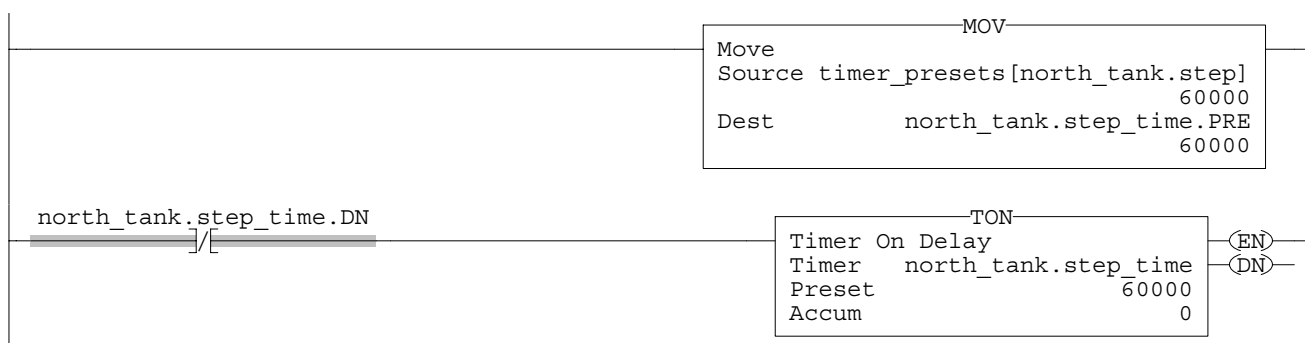 MOV
Move
Source timer_presets[north_tank.step]
60000
Dest north_tank.step_time.PRE
60000
north_tank.step_time.DN
TON
Timer On Delay
EN
Timer north_tank.step_time
DN
Preset 60000
Accum 0